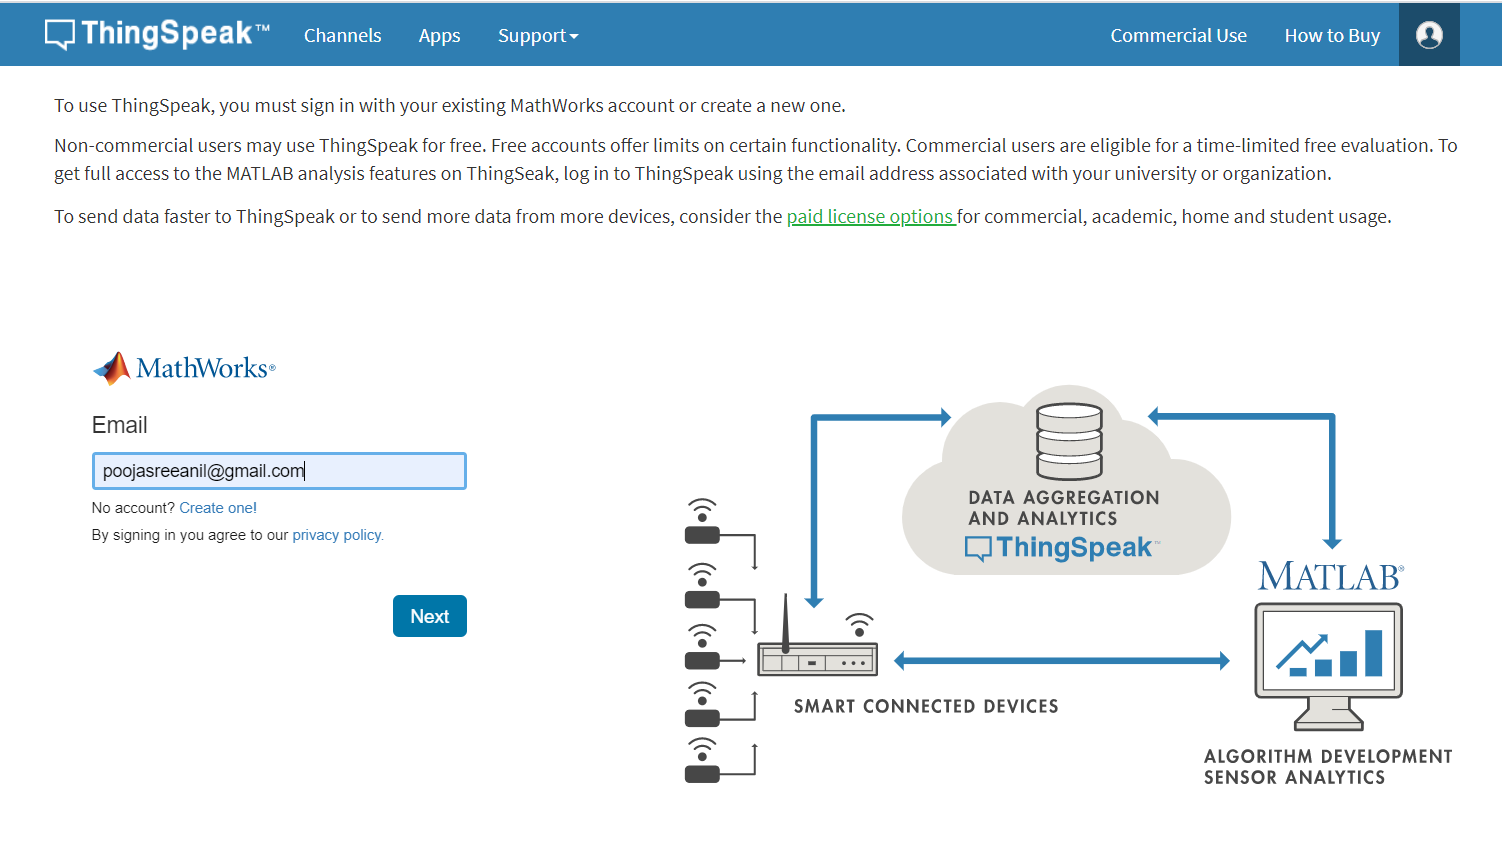 ThingSpeak™ Channels Apps Support Commercial Use How to Buy
To use ThingSpeak, you must sign in with your existing MathWorks account or create a new one.
Non-commercial users may use ThingSpeak for free. Free accounts offer limits on certain functionality. Commercial users are eligible for a time-limited free evaluation. To
get full access to the MATLAB analysis features on ThingSeak, log in to ThingSpeak using the email address associated with your university or organization.
To send data faster to ThingSpeak or to send more data from more devices, consider the paid license options for commercial, academic, home and student usage.
MathWorks®
Email
poojasreeanil@gmail.com
No account? Create one!
By signing in you agree to our privacy policy.
Next
DATA AGGREGATION
AND ANALYTICS
ThingSpeak™
MATLAB®
SMART CONNECTED DEVICES
ALGORITHM DEVELOPMENT
SENSOR ANALYTICS